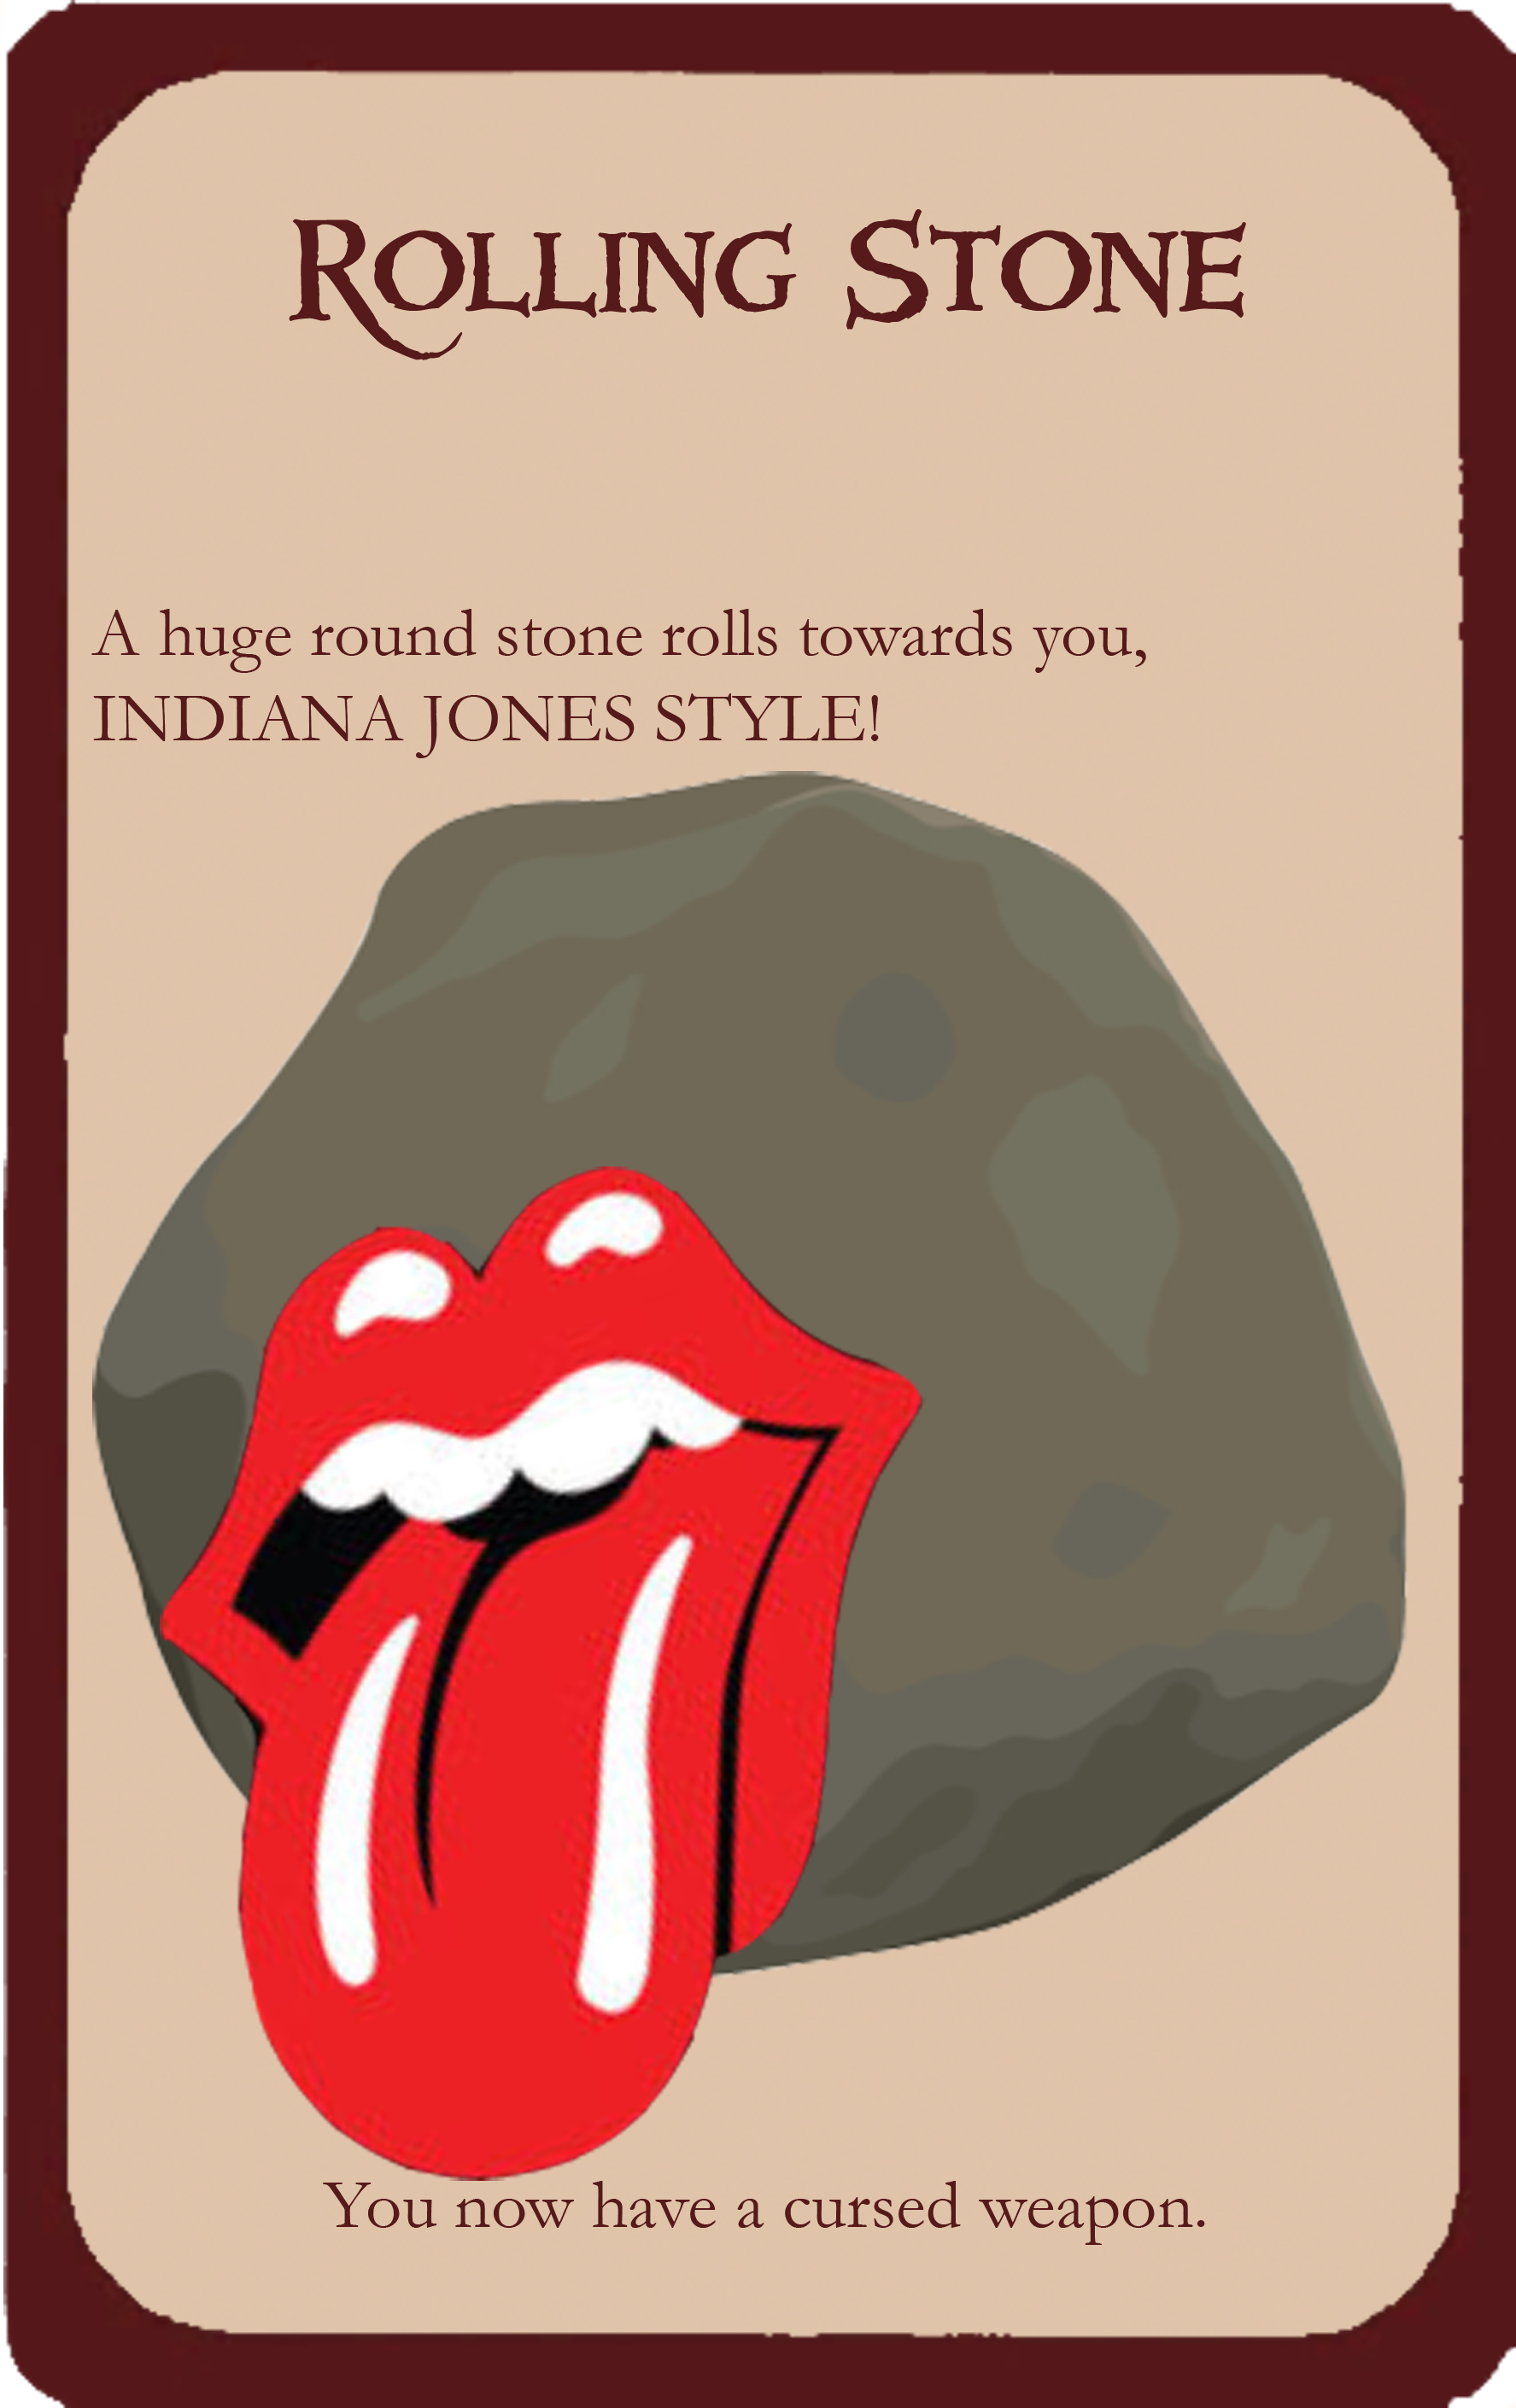 Rolling Stone
A huge round stone rolls towards you,
INDIANA JONES STYLE!
You now have a cursed weapon.